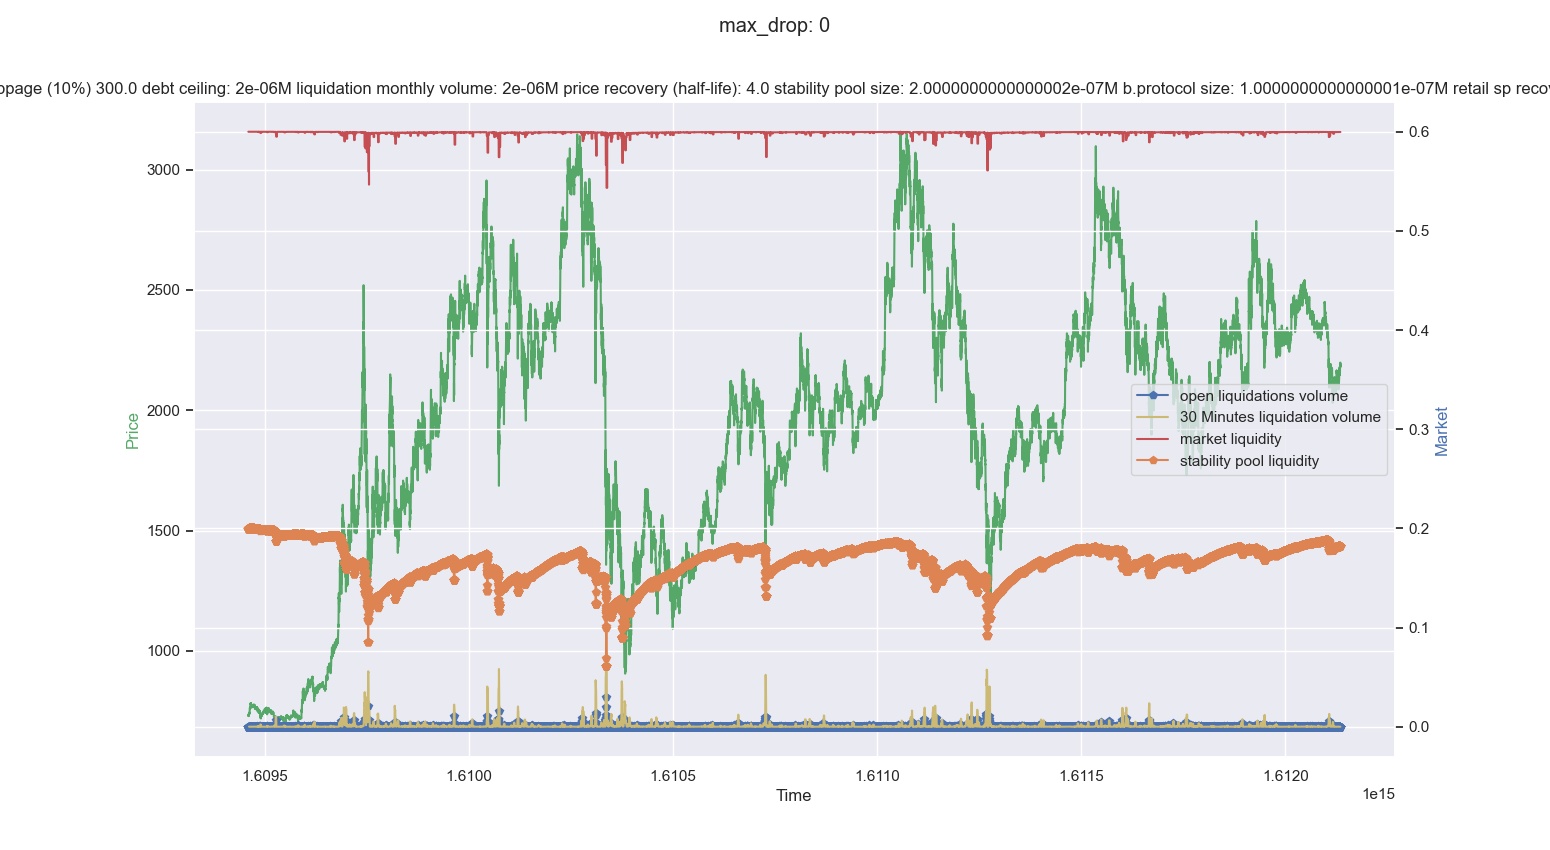 max_drop: 0
page (10%) 300.0 debt ceiling: 2e-06M liquidation monthly volume: 2e-06M price recovery (half-life): 4.0 stability pool size: 2.0000000000000002e-07M b.protocol size: 1.0000000000000001e-07M retail sp
3000
2500
2000
1500
1000
Price
0.6
0.5
0.4
0.3
0.2
0.1
0.0
Market
open liquidations volume
30 Minutes liquidation volume
market liquidity
stability pool liquidity
1.6095 1.6100 1.6105 1.6110 1.6115 1.6120
Time
1e15